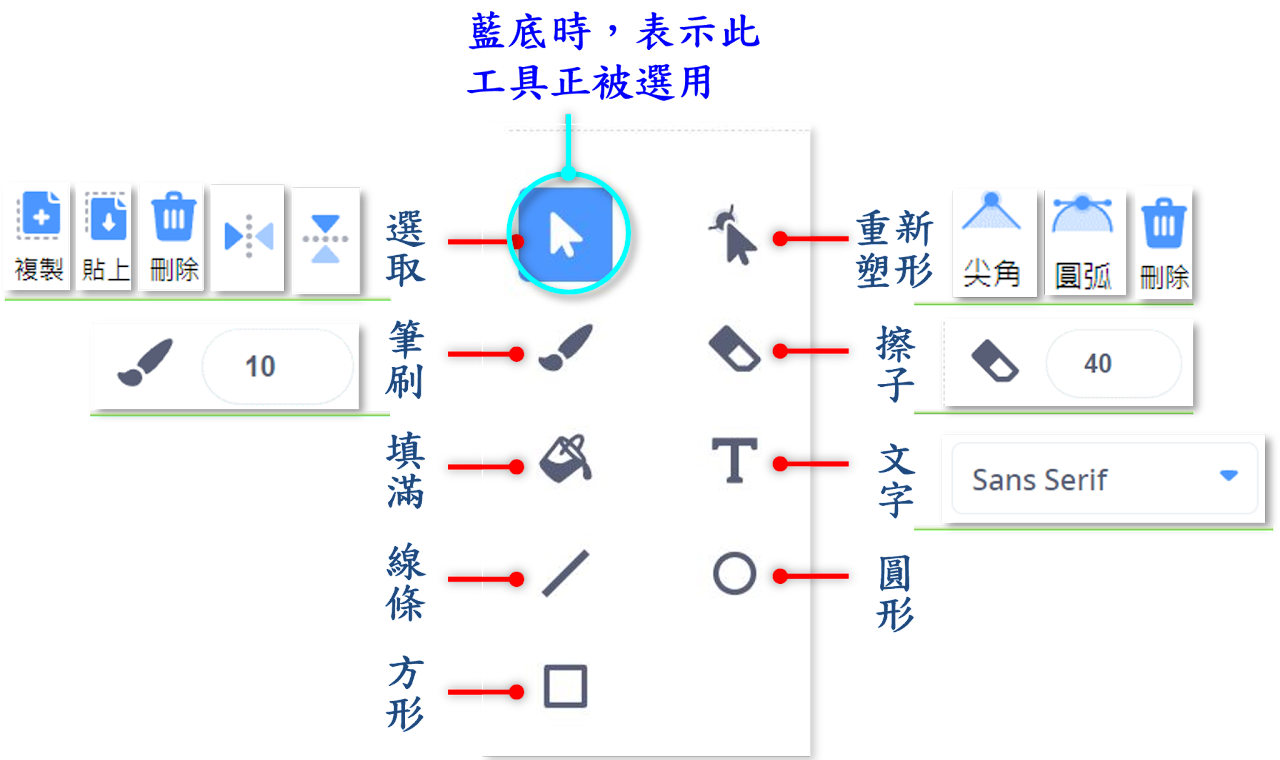 藍底時，表示此
工具正被選用
複製
貼上
刪除
選取
重新塑形
尖角
圓弧
刪除
10
筆刷
擦子
40
填滿
文字
Sans Serif
線條
圓形
方形